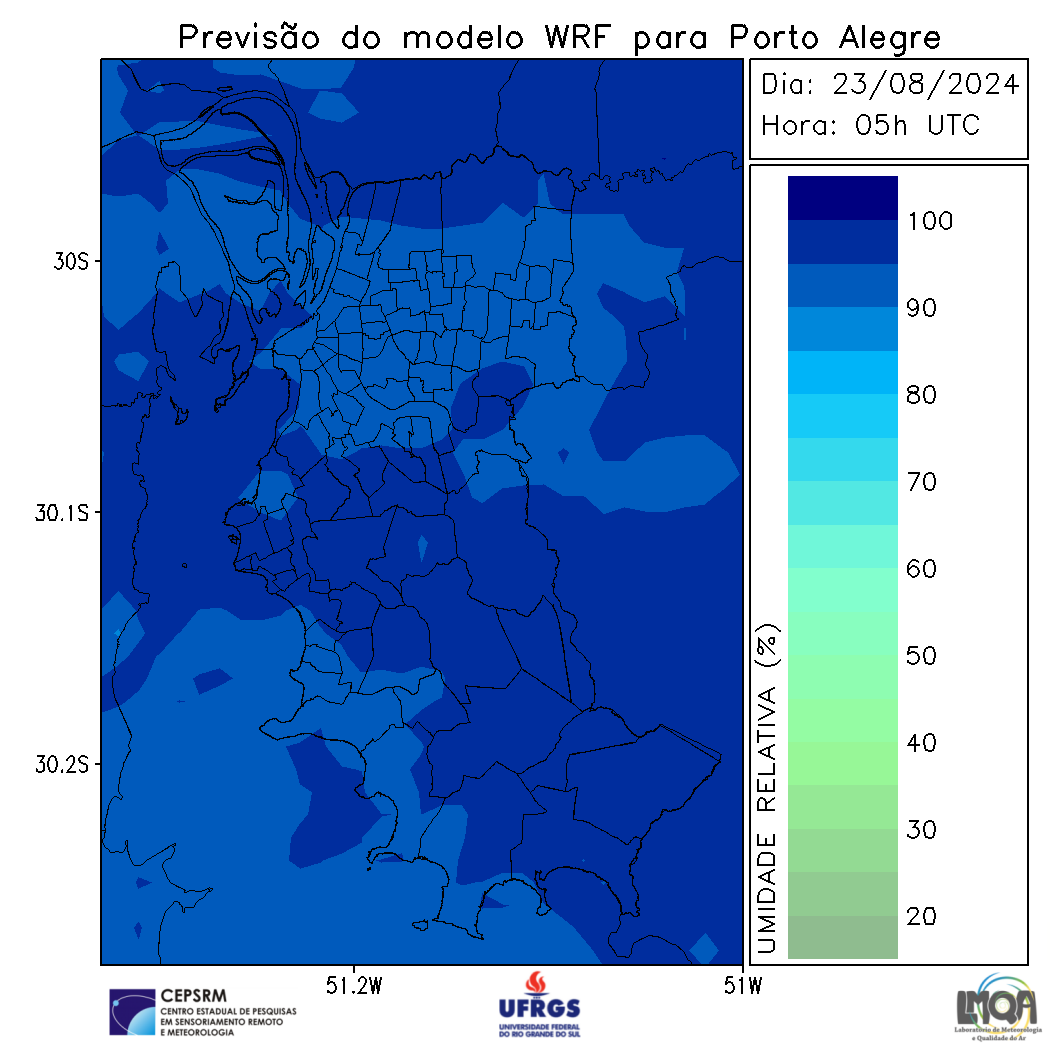 Previsão do modelo WRF para Porto Alegre
Dia: 23/08/2024
Hora: 05h UTC
30S
30.1S
30.2S
51.2W
51W
UMIDADE RELATIVA (%)
100
90
80
70
60
50
40
30
20
CEPSRM
CENTRO ESTADUAL DE PESQUISAS
EM SENSORIAMENTO REMOTO
E METEOROLOGIA
UFRGS
UNIVERSIDADE FEDERAL
DO RIO GRANDE DO SUL
LMQA
Laboratório de Meteorologia
e Qualidade do Ar